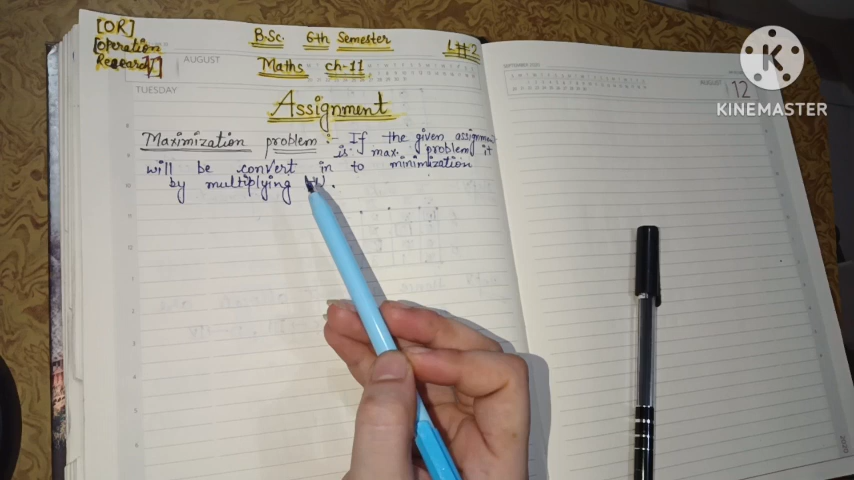 [OR]
[operation
Research]
B.Sc. 6th Semester
L#-2
Maths ch-11
AUGUST
TUESDAY
Assignment
Maximization problem :- If the given assignment
is max. problem it
will be convert in to minimization
by multiplying
SEPTEMBER
AUGUST
12
KINEMASTER